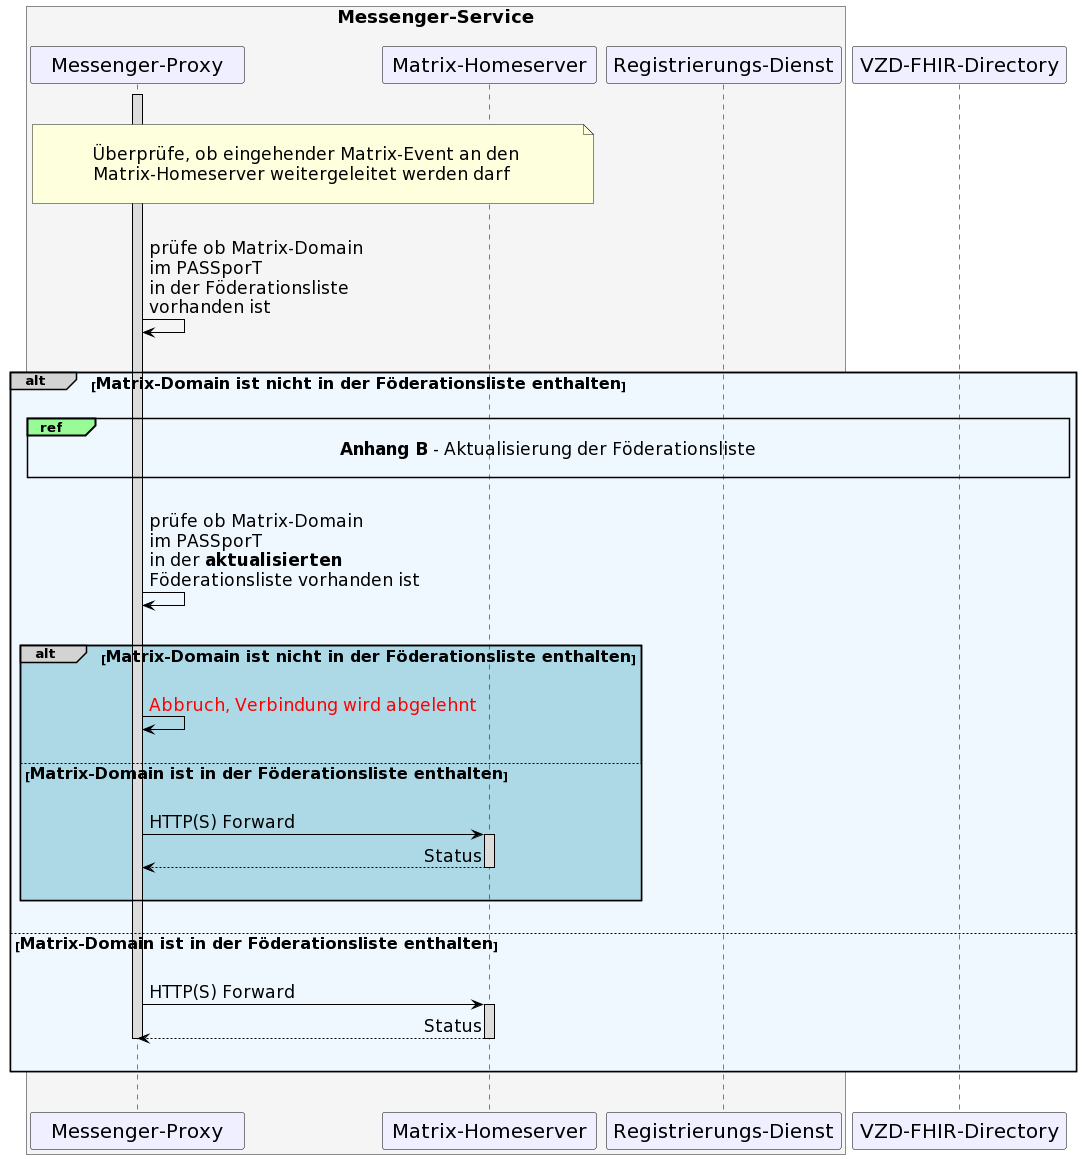 Messenger-Service
Messenger-Proxy
Matrix-Homeserver
Registrierungs-Dienst
VZD-FHIR-Directory
Überprüfe, ob eingehender Matrix-Event an den
Matrix-Homeserver weitergeleitet werden darf
prüfe ob Matrix-Domain
im PASSporT
in der Föderationsliste
vorhanden ist
alt
[Matrix-Domain ist nicht in der Föderationsliste enthalten]
ref
Anhang B - Aktualisierung der Föderationsliste
prüfe ob Matrix-Domain
im PASSporT
in der aktualisierten
Föderationsliste vorhanden ist
alt
[Matrix-Domain ist nicht in der Föderationsliste enthalten]
Abbruch, Verbindung wird abgelehnt
[Matrix-Domain ist in der Föderationsliste enthalten]
HTTP(S) Forward
Status
[Matrix-Domain ist in der Föderationsliste enthalten]
HTTP(S) Forward
Status
Messenger-Proxy
Matrix-Homeserver
Registrierungs-Dienst
VZD-FHIR-Directory